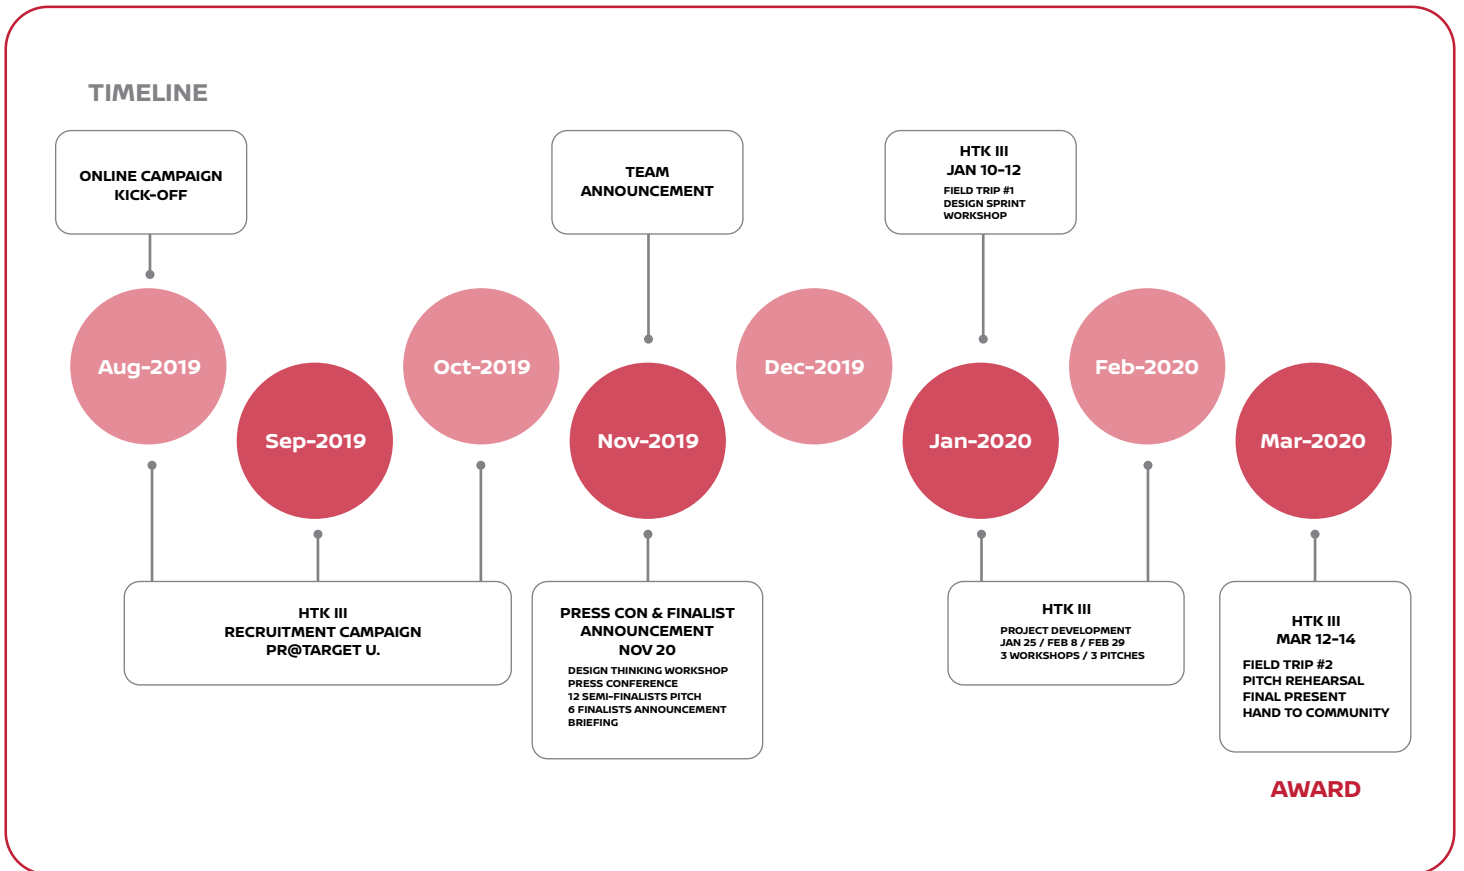 TIMELINE
ONLINE CAMPAIGN
KICK-OFF
TEAM
ANNOUNCEMENT
HTK III
JAN 10-12
FIELD TRIP #1
DESIGN SPRINT
WORKSHOP
Aug-2019
Sep-2019
Oct-2019
Nov-2019
Dec-2019
Jan-2020
Feb-2020
Mar-2020
HTK III
RECRUITMENT CAMPAIGN
PR@TARGET U.
PRESS CON & FINALIST
ANNOUNCEMENT
NOV 20
DESIGN THINKING WORKSHOP
PRESS CONFERENCE
12 SEMI-FINALISTS PITCH
6 FINALISTS ANNOUNCEMENT
BRIEFING
HTK III
PROJECT DEVELOPMENT
JAN 25 / FEB 8 / FEB 29
3 WORKSHOPS / 3 PITCHES
HTK III
MAR 12-14
FIELD TRIP #2
PITCH REHEARSAL
FINAL PRESENT
HAND TO COMMUNITY
AWARD